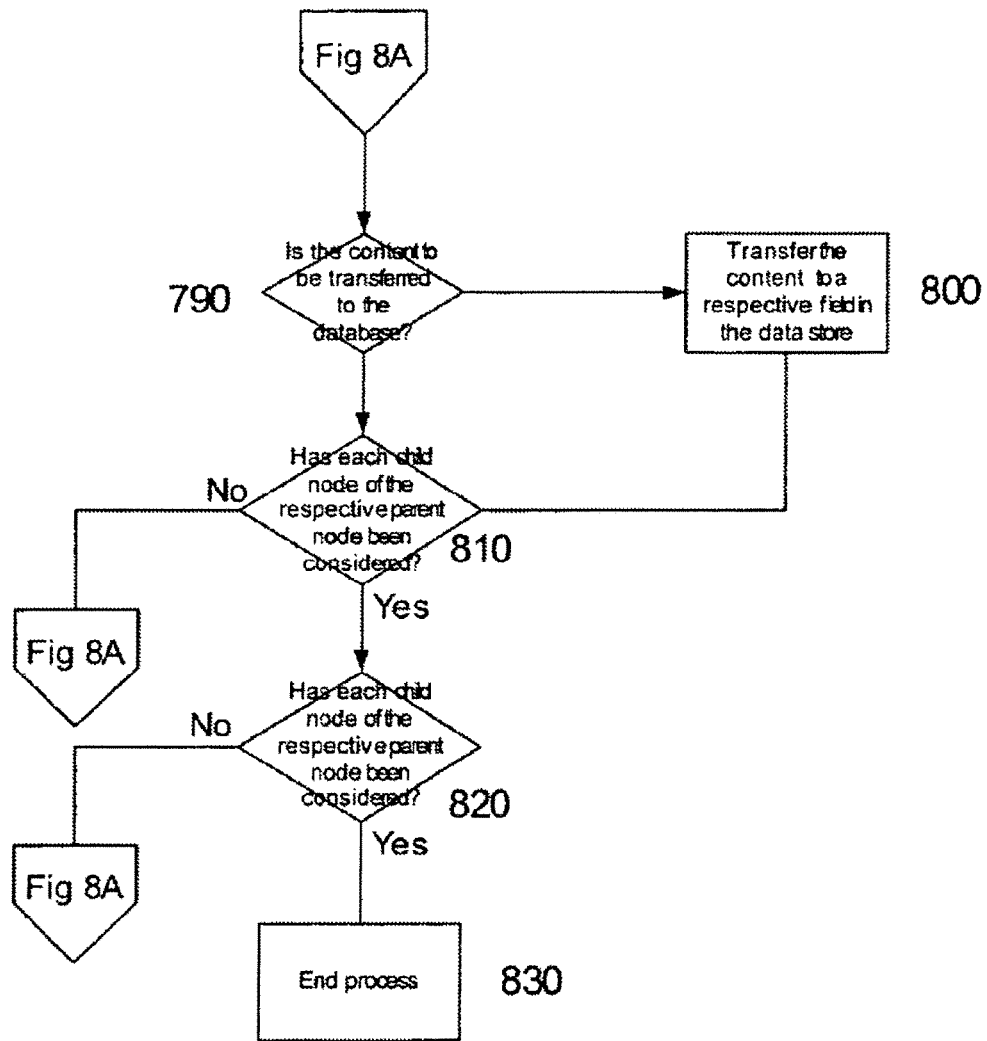 Fig 8A
Is the content to
be transferred
to the
database?
790
Transfer the
content to a
respective field in
the data store
800
Has each child
node of the
respective parent
node been
considered?
No
810
Yes
Fig 8A
Has each child
node of the
respective parent
node been
considered?
No
820
Yes
Fig 8A
End process
830